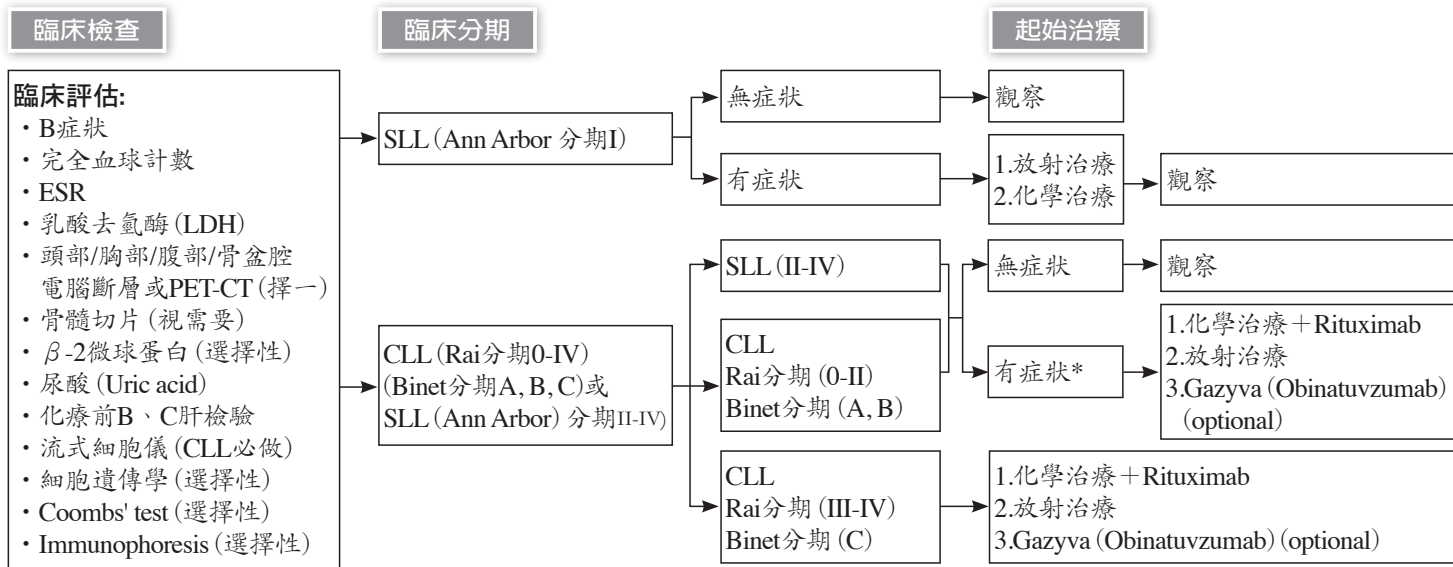 臨床檢查
臨床分期
起始治療
臨床評估:
・B症狀
・完全血球計數
・ESR
・乳酸去氫酶 (LDH)
・頭部/胸部/腹部/骨盆腔
電腦斷層或PET-CT (擇一)
・骨髓切片 (視需要)
・β-2微球蛋白 (選擇性)
・尿酸 (Uric acid)
・化療前B、C肝檢驗
・流式細胞儀 (CLL必做)
・細胞遺傳學 (選擇性)
・Coombs' test (選擇性)
・Immunophoresis (選擇性)
SLL (Ann Arbor 分期I)
無症狀
觀察
有症狀
1.放射治療
2.化學治療
觀察
CLL (Rai分期0-IV)
(Binet分期A, B, C)或
SLL (Ann Arbor) 分期II-IV)
SLL (II-IV)
CLL
Rai分期 (0-II)
Binet分期 (A, B)
無症狀
觀察
有症狀*
1.化學治療＋Rituximab
2.放射治療
3.Gazyva (Obinatuvzumab)
(optional)
CLL
Rai分期 (III-IV)
Binet分期 (C)
1.化學治療＋Rituximab
2.放射治療
3.Gazyva (Obinatuvzumab) (optional)